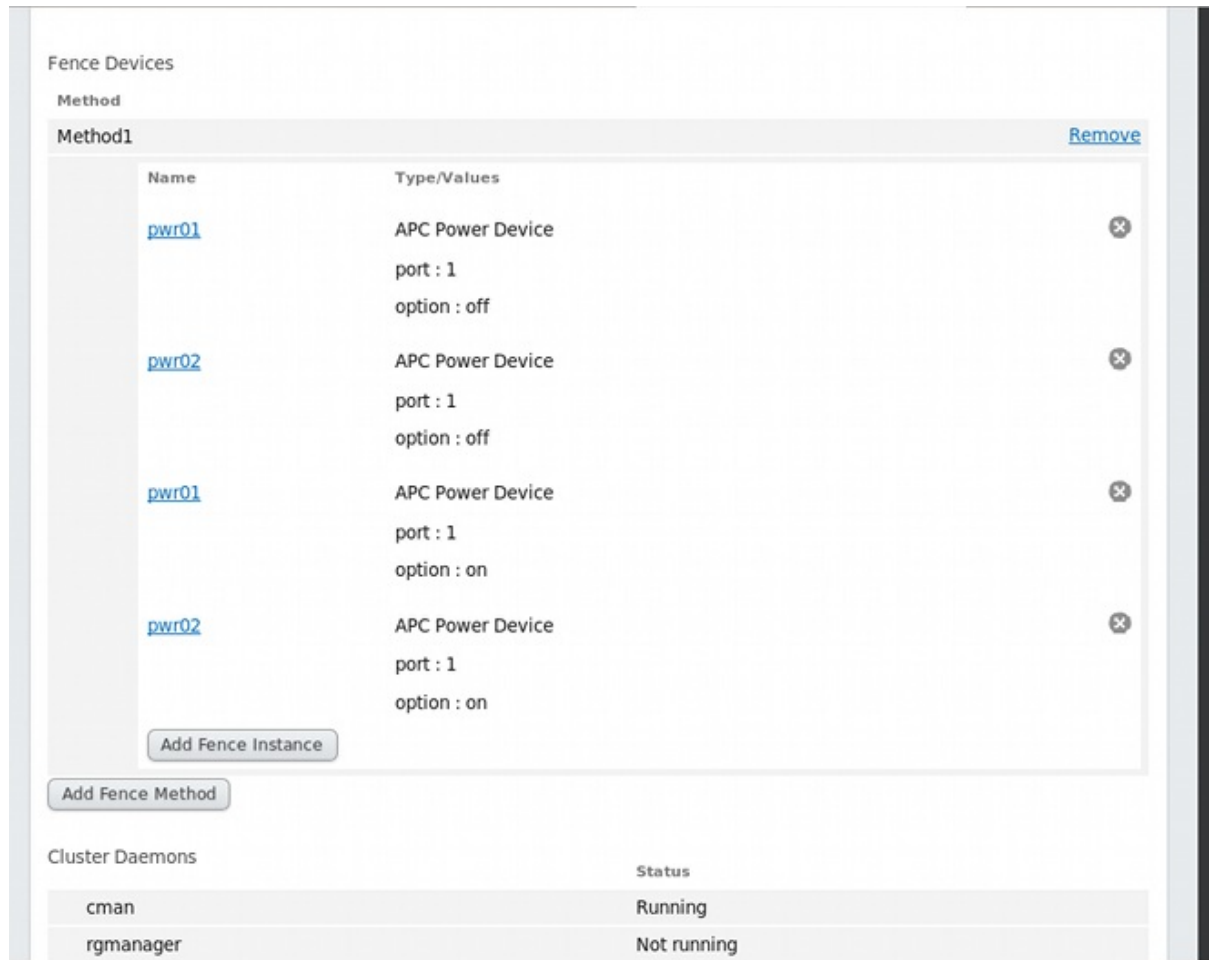 Fence Devices
Method
Method1 Remove
Name Type/Values
pwr01 APC Power Device
port : 1
option : off
pwr02 APC Power Device
port : 1
option : off
pwr01 APC Power Device
port : 1
option : on
pwr02 APC Power Device
port : 1
option : on
Add Fence Instance
Add Fence Method
Cluster Daemons
Status
cman Running
rgmanager Not running